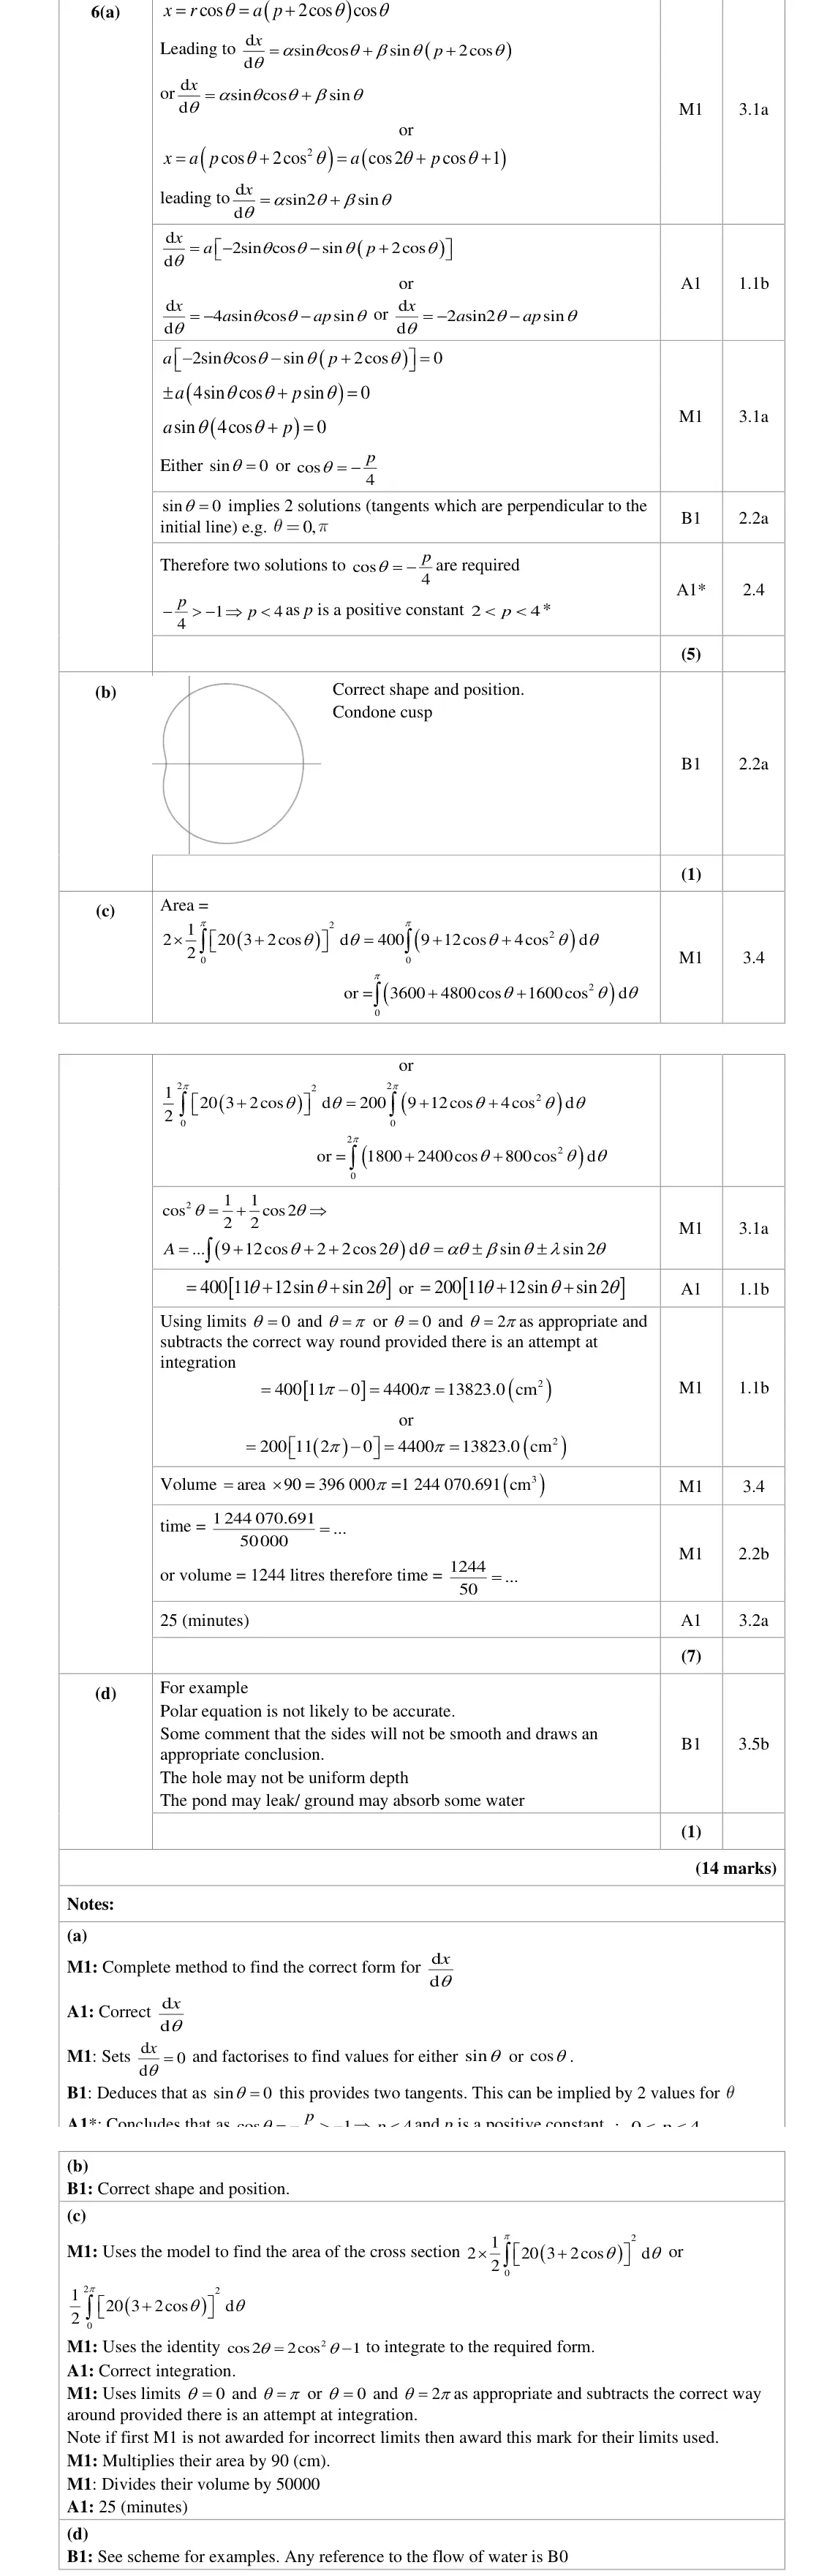 6(a)
x = r cos θ = a(p + 2cos θ)cos θ
Leading to dx/dθ = αsinθcosθ + β sin θ(p + 2cos θ)
or dx/dθ = αsinθcosθ + β sin θ
or
x = a(p cos θ + 2cos² θ) = a(cos 2θ + p cos θ + 1)
leading to dx/dθ = αsin2θ + β sin θ
M1 3.1a
dx/dθ = a[−2sinθcosθ − sin θ(p + 2cos θ)]
or
dx/dθ = −4asinθcosθ − ap sin θ or dx/dθ = −2asin2θ − ap sin θ
A1 1.1b
a[−2sinθcosθ − sin θ(p + 2cos θ)] = 0
±a(4sin θ cos θ + p sin θ) = 0
a sin θ(4cos θ + p) = 0
Either sin θ = 0 or cos θ = −p/4
M1 3.1a
sin θ = 0 implies 2 solutions (tangents which are perpendicular to the
initial line) e.g. θ = 0, π
B1 2.2a
Therefore two solutions to cos θ = −p/4 are required
−p/4 > −1 ⇒ p < 4 as p is a positive constant 2 < p < 4 *
A1* 2.4
(5)
(b)
Correct shape and position.
Condone cusp
B1 2.2a
(1)
(c)
Area =
2 × 1/2 ∫₀^π [20(3 + 2cos θ)]² dθ = 400∫₀^π (9 + 12cos θ + 4cos² θ) dθ
or = ∫₀^π (3600 + 4800cos θ + 1600cos² θ) dθ
M1 3.4
or
1/2 ∫₀^2π [20(3 + 2cos θ)]² dθ = 200∫₀^2π (9 + 12cos θ + 4cos² θ) dθ
or = ∫₀^2π (1800 + 2400cos θ + 800cos² θ) dθ
cos² θ = 1/2 + 1/2 cos 2θ ⇒
A = ...∫(9 + 12cos θ + 2 + 2cos 2θ) dθ = αθ ± β sin θ ± λ sin 2θ
M1 3.1a
= 400[11θ + 12sin θ + sin 2θ] or = 200[11θ + 12sin θ + sin 2θ]
A1 1.1b
Using limits θ = 0 and θ = π or θ = 0 and θ = 2π as appropriate and
subtracts the correct way round provided there is an attempt at
integration
= 400[11π − 0] = 4400π = 13823.0(cm²)
or
= 200[11(2π) − 0] = 4400π = 13823.0(cm²)
M1 1.1b
Volume = area ×90 = 396 000π =1 244 070.691(cm³)
M1 3.4
time = 1 244 070.691/50 000 = ...
or volume = 1244 litres therefore time = 1244/50 = ...
M1 2.2b
25 (minutes)
A1 3.2a
(7)
(d)
For example
Polar equation is not likely to be accurate.
Some comment that the sides will not be smooth and draws an
appropriate conclusion.
The hole may not be uniform depth
The pond may leak/ ground may absorb some water
B1 3.5b
(1)
(14 marks)
Notes:
(a)
M1: Complete method to find the correct form for dx/dθ
A1: Correct dx/dθ
M1: Sets dx/dθ = 0 and factorises to find values for either sin θ or cos θ.
B1: Deduces that as sin θ = 0 this provides two tangents. This can be implied by 2 values for θ
A1*: Concludes that as cos θ = −p/4 > −1 ⇒ p < 4 and p is a positive constant ∴ 0 < p < 4
(b)
B1: Correct shape and position.
(c)
M1: Uses the model to find the area of the cross section 2 × 1/2 ∫₀^π [20(3 + 2cos θ)]² dθ or
1/2 ∫₀^2π [20(3 + 2cos θ)]² dθ
M1: Uses the identity cos 2θ = 2cos² θ − 1 to integrate to the required form.
A1: Correct integration.
M1: Uses limits θ = 0 and θ = π or θ = 0 and θ = 2π as appropriate and subtracts the correct way
around provided there is an attempt at integration.
Note if first M1 is not awarded for incorrect limits then award this mark for their limits used.
M1: Multiplies their area by 90 (cm).
M1: Divides their volume by 50000
A1: 25 (minutes)
(d)
B1: See scheme for examples. Any reference to the flow of water is B0